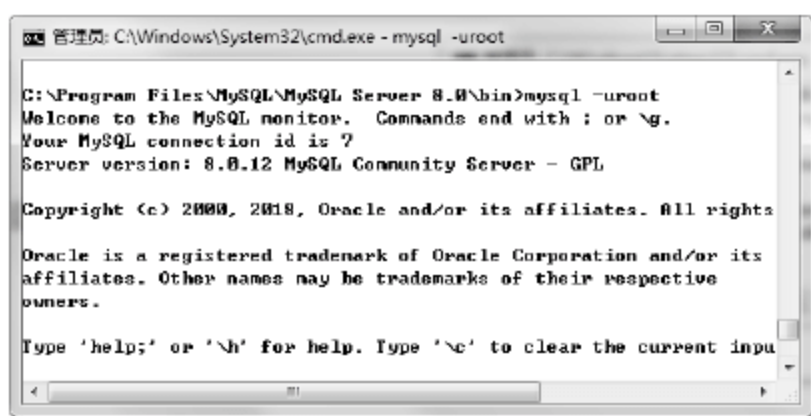 管理员: C:\Windows\System32\cmd.exe - mysql -uroot
C:\Program Files\MySQL\MySQL Server 8.0\bin>mysql -uroot
Welcome to the MySQL monitor.  Commands end with ; or \g.
Your MySQL connection id is 7
Server version: 8.0.12 MySQL Community Server - GPL
Copyright (c) 2000, 2018, Oracle and/or its affiliates. All rights
Oracle is a registered trademark of Oracle Corporation and/or its
affiliates. Other names may be trademarks of their respective
owners.
Type 'help;' or '\h' for help. Type '\c' to clear the current inpu